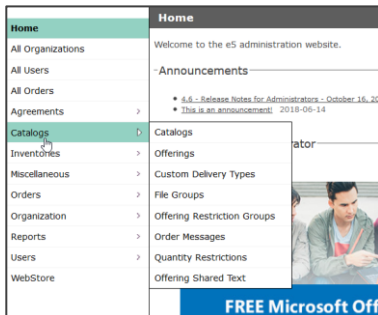 Home
All Organizations
All Users
All Orders
Agreements
Catalogs
Inventories
Miscellaneous
Orders
Organization
Reports
Users
WebStore
Catalogs
Offerings
Custom Delivery Types
File Groups
Offering Restriction Groups
Order Messages
Quantity Restrictions
Offering Shared Text
Home
Welcome to the e5 administration website.
Announcements
4.6 - Release Notes for Administrators - October 16, 20
This is an announcement! 2018-06-14
ator
FREE Microsoft Off